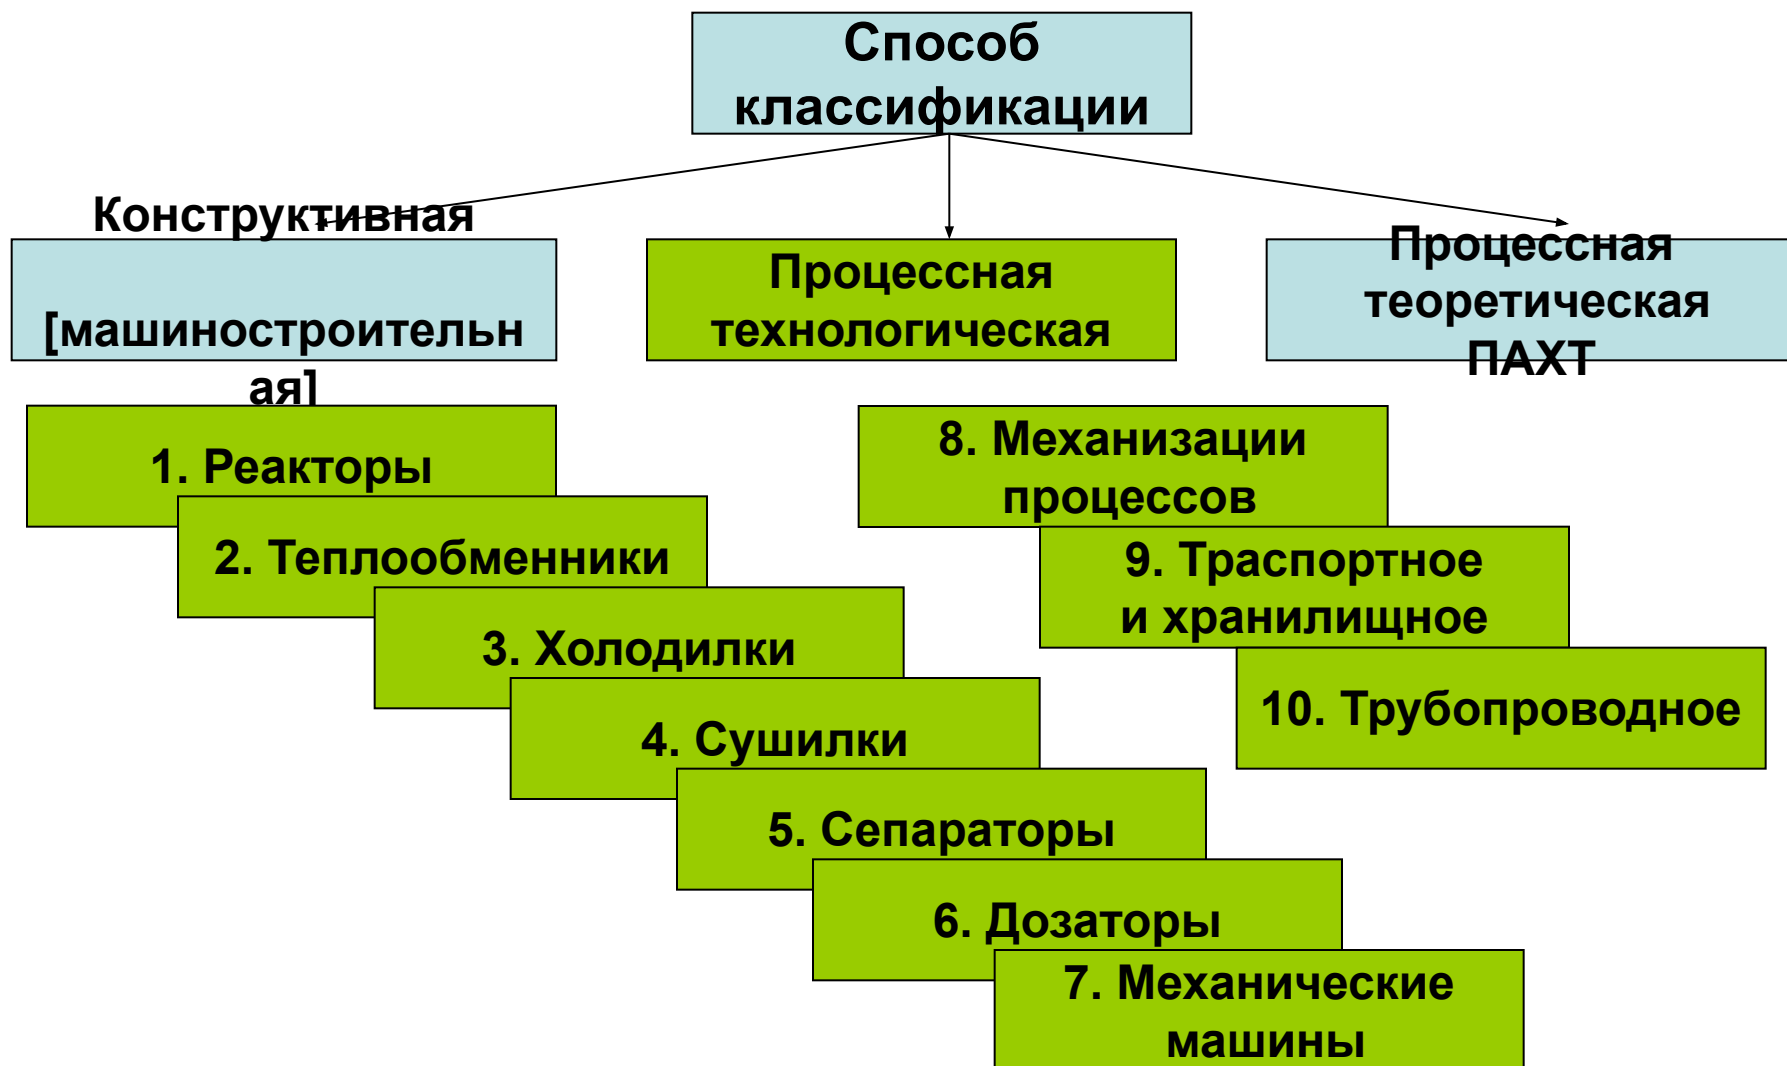 Способ
классификации
Конструктивная
[машиностроительн
ая]
Процессная
технологическая
Процессная
теоретическая
ПАХТ
1. Реакторы
2. Теплообменники
3. Холодилки
4. Сушилки
5. Сепараторы
6. Дозаторы
7. Механические
машины
8. Механизации
процессов
9. Траспортное
и хранилищное
10. Трубопроводное